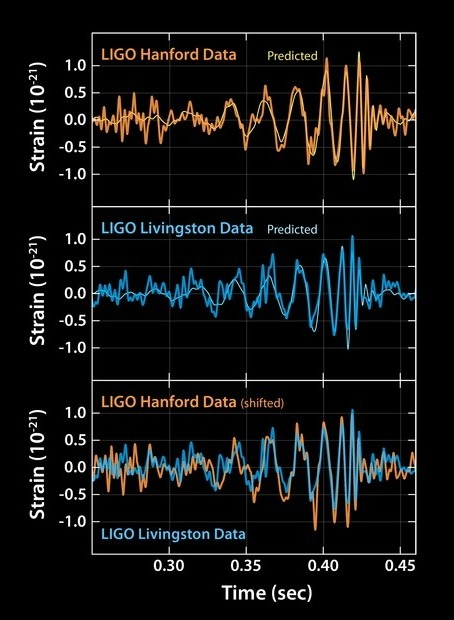 LIGO Hanford Data Predicted
1.0
0.5
0.0
-0.5
-1.0
Strain (10-21)
LIGO Livingston Data Predicted
1.0
0.5
0.0
-0.5
-1.0
Strain (10-21)
LIGO Hanford Data (shifted)
1.0
0.5
0.0
-0.5
-1.0
Strain (10-21)
LIGO Livingston Data
0.30 0.35 0.40 0.45
Time (sec)